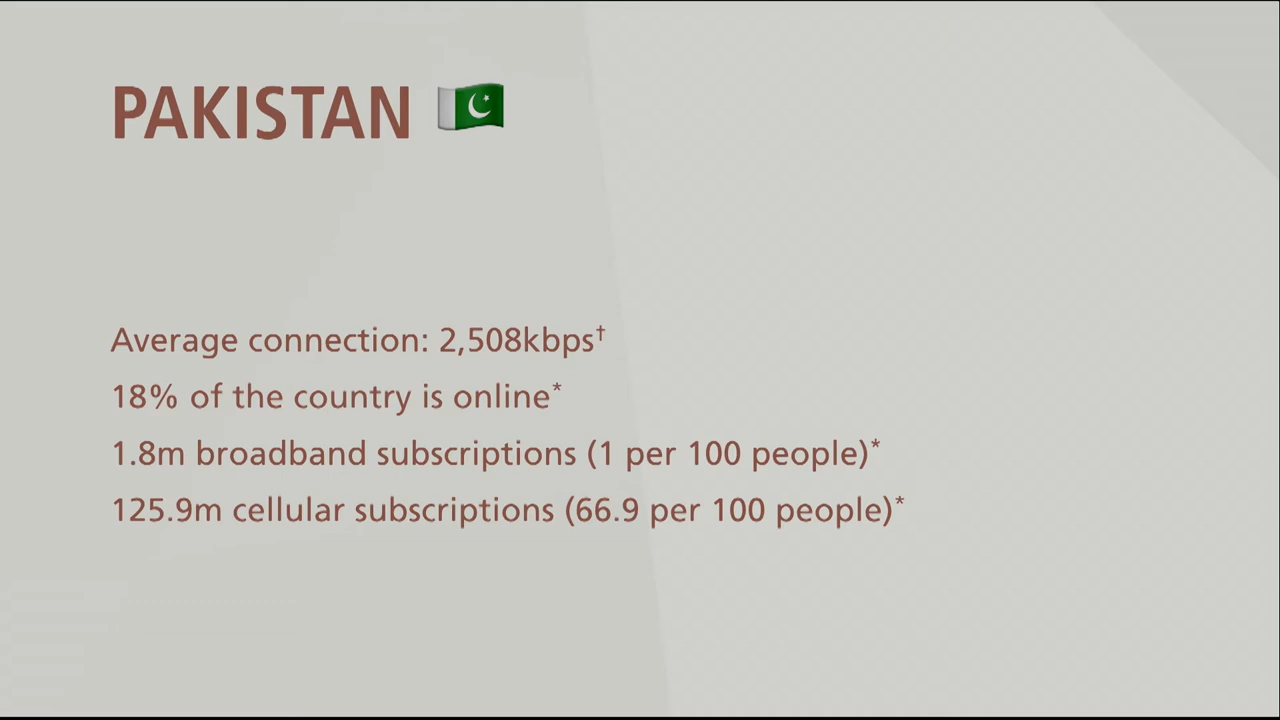 PAKISTAN 🇵🇰
Average connection: 2,508kbps†
18% of the country is online*
1.8m broadband subscriptions (1 per 100 people)*
125.9m cellular subscriptions (66.9 per 100 people)*